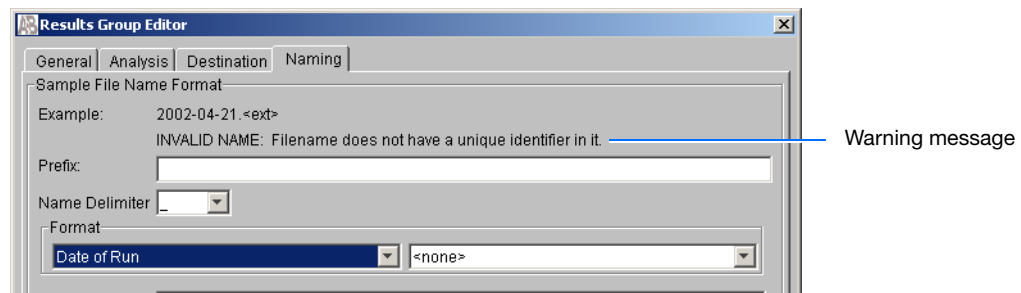 Results Group Editor
General Analysis Destination Naming
Sample File Name Format
Example: 2002-04-21.<ext>
INVALID NAME: Filename does not have a unique identifier in it.
Warning message
Prefix:
Name Delimiter _
Format
Date of Run <none>